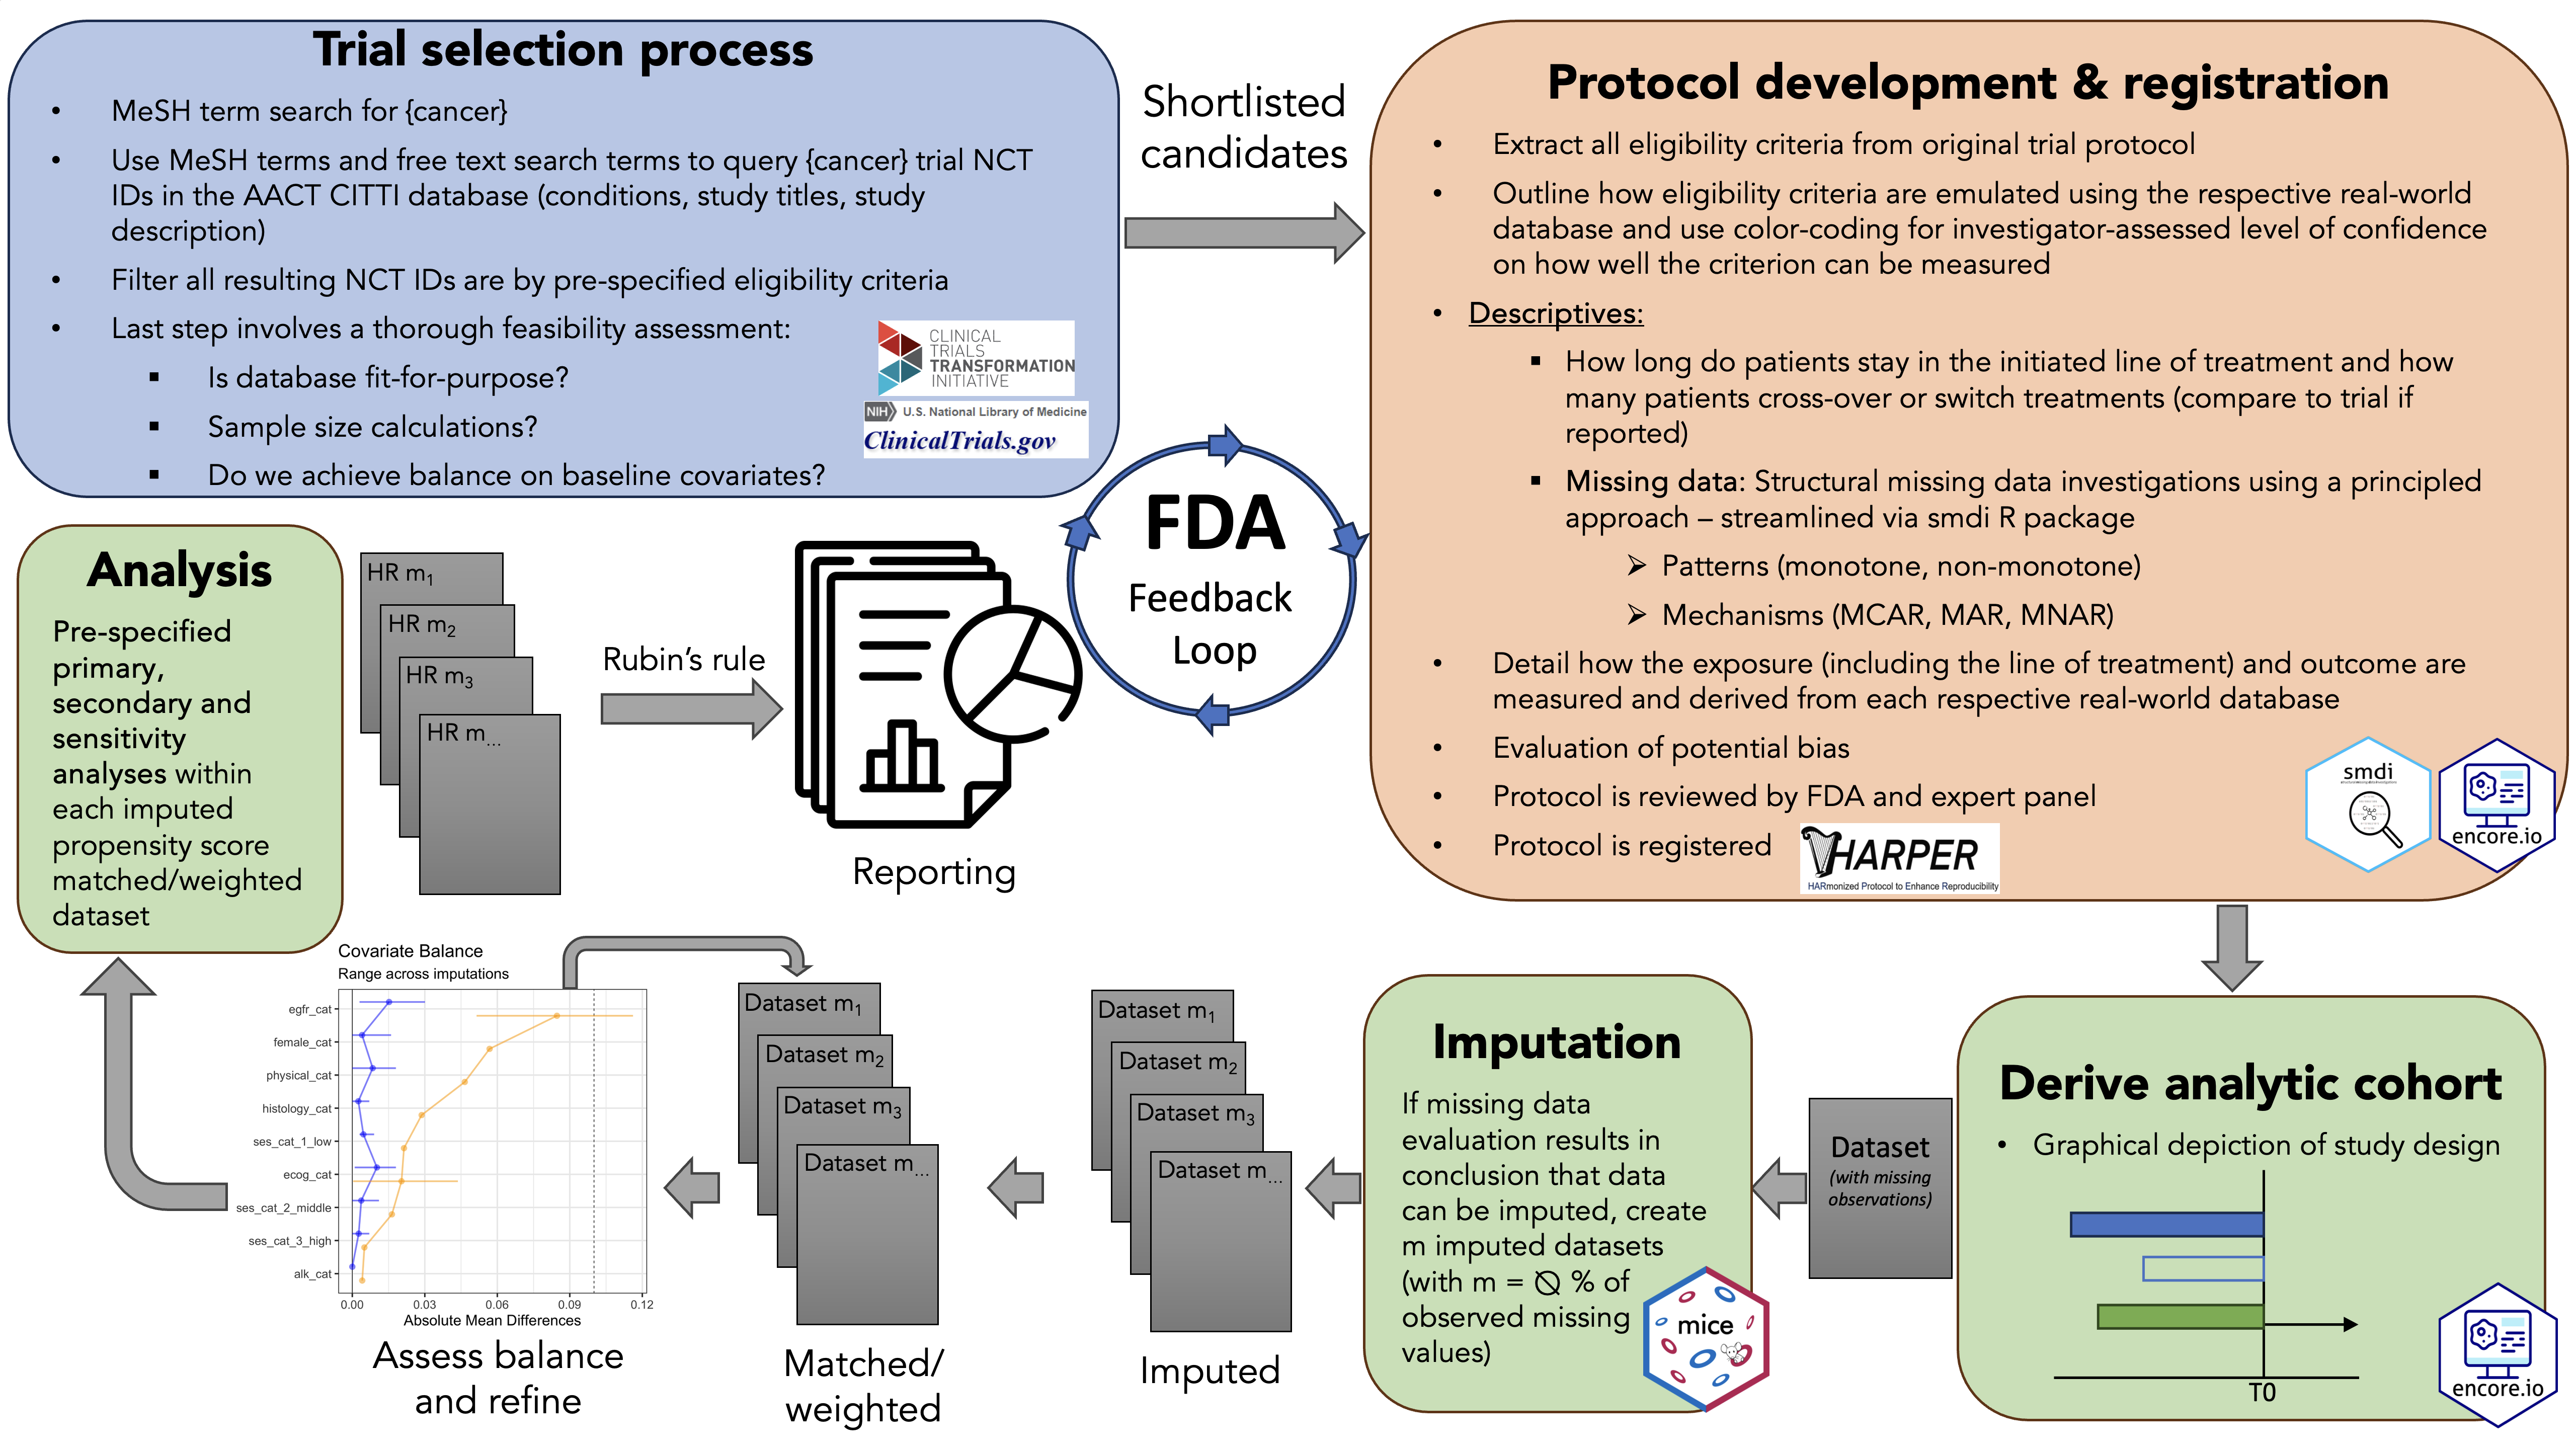 Trial selection process
• MeSH term search for {cancer}
• Use MeSH terms and free text search terms to query {cancer} trial NCT
IDs in the AACT CITTI database (conditions, study titles, study
description)
• Filter all resulting NCT IDs are by pre-specified eligibility criteria
• Last step involves a thorough feasibility assessment:
▪ Is database fit-for-purpose?
▪ Sample size calculations?
▪ Do we achieve balance on baseline covariates?
CLINICAL
TRIALS
TRANSFORMATION
INITIATIVE
NIH U.S. National Library of Medicine
ClinicalTrials.gov
Shortlisted
candidates
Protocol development & registration
• Extract all eligibility criteria from original trial protocol
• Outline how eligibility criteria are emulated using the respective real-world
database and use color-coding for investigator-assessed level of confidence
on how well the criterion can be measured
• Descriptives:
▪ How long do patients stay in the initiated line of treatment and how
many patients cross-over or switch treatments (compare to trial if
reported)
▪ Missing data: Structural missing data investigations using a principled
approach – streamlined via smdi R package
➢ Patterns (monotone, non-monotone)
➢ Mechanisms (MCAR, MAR, MNAR)
• Detail how the exposure (including the line of treatment) and outcome are
measured and derived from each respective real-world database
• Evaluation of potential bias
• Protocol is reviewed by FDA and expert panel
• Protocol is registered
HARPER
HARmonized Protocol to Enhance Reproducibility
smdi
encore.io
FDA
Feedback
Loop
Analysis
Pre-specified
primary,
secondary and
sensitivity
analyses within
each imputed
propensity score
matched/weighted
dataset
HR m1
HR m2
HR m3
HR m...
Rubin's rule
Reporting
Derive analytic cohort
• Graphical depiction of study design
T0
encore.io
Dataset
(with missing
observations)
Imputation
If missing data
evaluation results in
conclusion that data
can be imputed, create
m imputed datasets
(with m = ∅ % of
observed missing
values)
mice
Dataset m1
Dataset m2
Dataset m3
Dataset m...
Imputed
Dataset m1
Dataset m2
Dataset m3
Dataset m...
Matched/
weighted
Covariate Balance
Range across imputations
egfr_cat
female_cat
physical_cat
histology_cat
ses_cat_1_low
ecog_cat
ses_cat_2_middle
ses_cat_3_high
alk_cat
0.00 0.03 0.06 0.09 0.12
Absolute Mean Differences
Assess balance
and refine